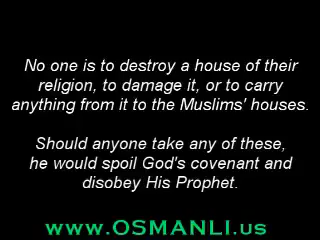 No one is to destroy a house of their
religion, to damage it, or to carry
anything from it to the Muslims' houses.
Should anyone take any of these,
he would spoil God's covenant and
disobey His Prophet.
www.OSMANLI.us